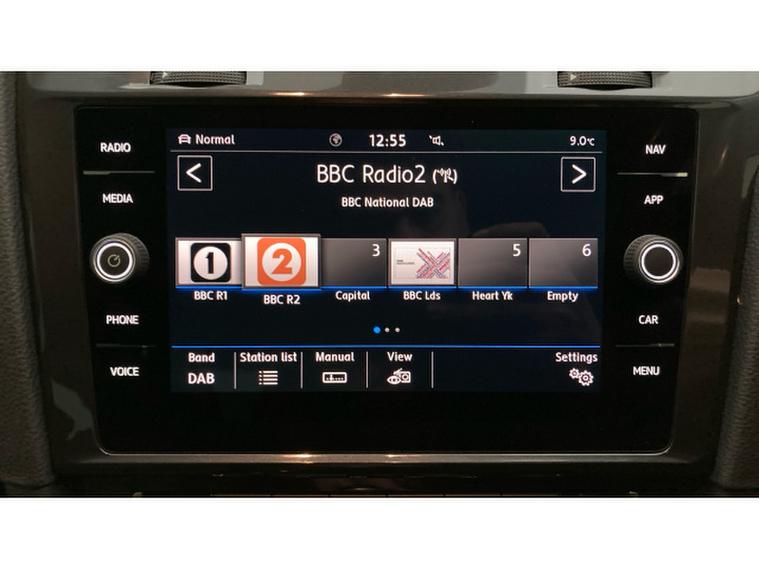 RADIO
MEDIA
PHONE
VOICE
Normal 12:55 9.0°C
< BBC Radio2 >
BBC National DAB
1 2 3 5 6
BBC R1 BBC R2 Capital BBC Lds Heart Yk Empty
Band Station list Manual View Settings
DAB
NAV
APP
CAR
MENU